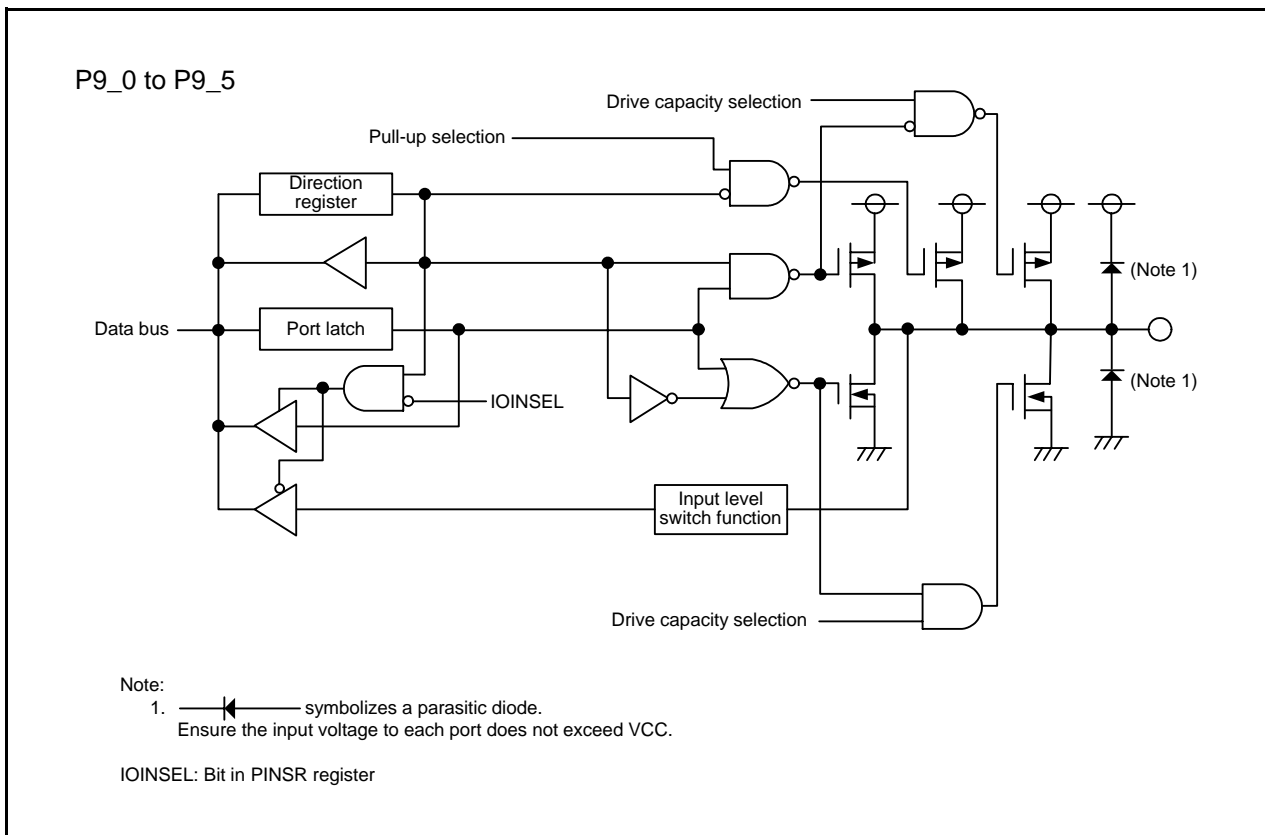 P9_0 to P9_5
Drive capacity selection
Pull-up selection
Direction
register
(Note 1)
Data bus
Port latch
(Note 1)
IOINSEL
Input level
switch function
Drive capacity selection
Note:
1. symbolizes a parasitic diode.
Ensure the input voltage to each port does not exceed VCC.
IOINSEL: Bit in PINSR register